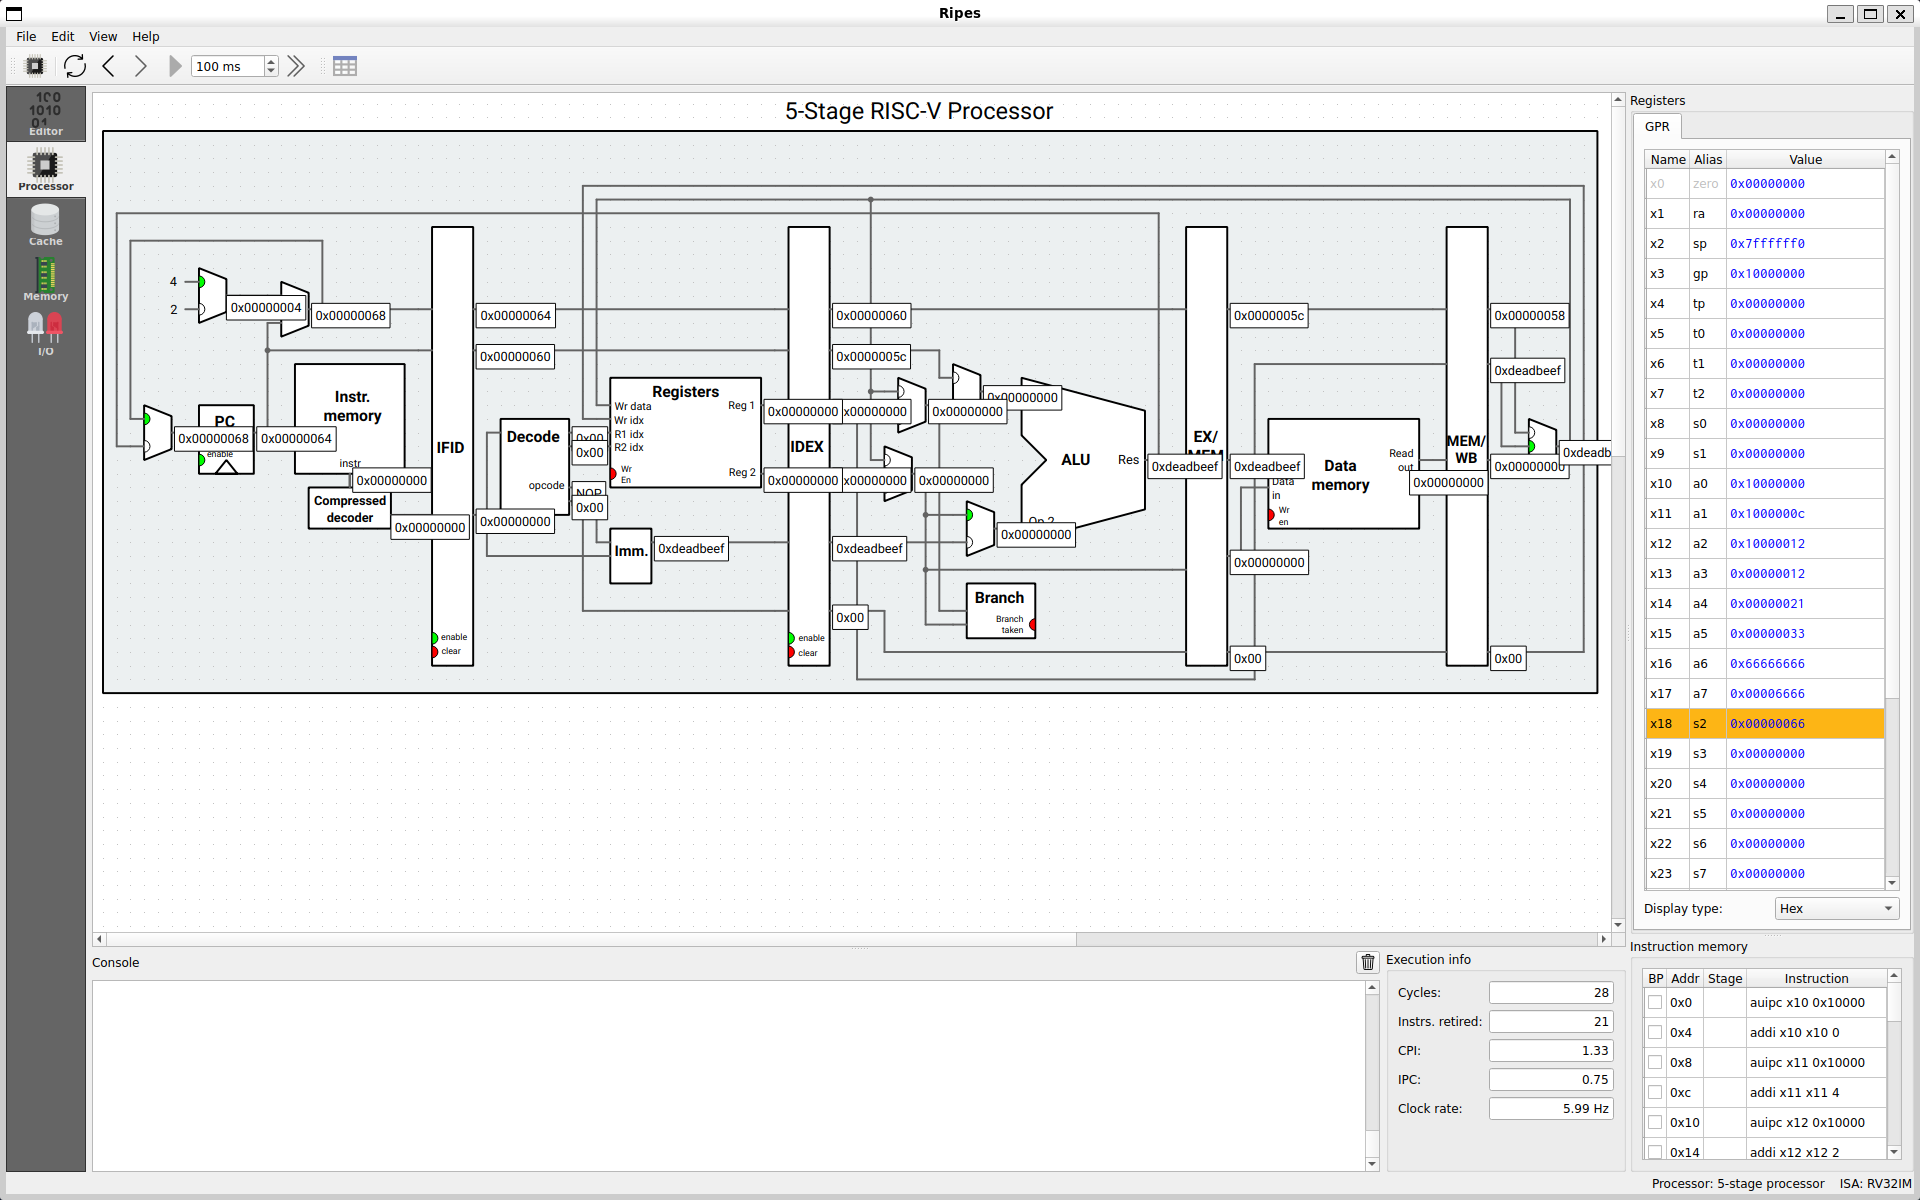 Ripes
File Edit View Help
100 ms
Editor
Processor
Cache
Memory
I/O
5-Stage RISC-V Processor
4
2
0x00000004
0x00000068
0x00000064
0x00000060
0x0000005c
0x00000058
0x00000060
0x0000005c
0xdeadbeef
PC
0x00000068
0x00000064
enable
Instr.
memory
instr
0x00000000
Compressed
decoder
0x00000000
IFID
enable
clear
0x00000000
Decode
opcode
0x00
0x00
NOP
0x00
Registers
Wr data
Wr idx
R1 idx
R2 idx
Wr
En
Reg 1
Reg 2
0x00000000
0x00000000
Imm.
0xdeadbeef
IDEX
enable
clear
x00000000
x00000000
0xdeadbeef
0x00
0x00000000
0x00000000
0x00000000
0x00000000
ALU
Res
Op 2
Branch
Branch
taken
0xdeadbeef
EX/
MEM
0xdeadbeef
0x00000000
0x00
Data
memory
Data
in
Wr
en
Read
out
0x00000000
MEM/
WB
0x00000000
0xdeadb
0x00
Registers
GPR
Name Alias Value
x0 zero 0x00000000
x1 ra 0x00000000
x2 sp 0x7ffffff0
x3 gp 0x10000000
x4 tp 0x00000000
x5 t0 0x00000000
x6 t1 0x00000000
x7 t2 0x00000000
x8 s0 0x00000000
x9 s1 0x00000000
x10 a0 0x10000000
x11 a1 0x1000000c
x12 a2 0x10000012
x13 a3 0x00000012
x14 a4 0x00000021
x15 a5 0x00000033
x16 a6 0x66666666
x17 a7 0x00006666
x18 s2 0x00000066
x19 s3 0x00000000
x20 s4 0x00000000
x21 s5 0x00000000
x22 s6 0x00000000
x23 s7 0x00000000
Display type: Hex
Console
Execution info
Cycles: 28
Instrs. retired: 21
CPI: 1.33
IPC: 0.75
Clock rate: 5.99 Hz
Instruction memory
BP Addr Stage Instruction
0x0 auipc x10 0x10000
0x4 addi x10 x10 0
0x8 auipc x11 0x10000
0xc addi x11 x11 4
0x10 auipc x12 0x10000
0x14 addi x12 x12 2
Processor: 5-stage processor ISA: RV32IM